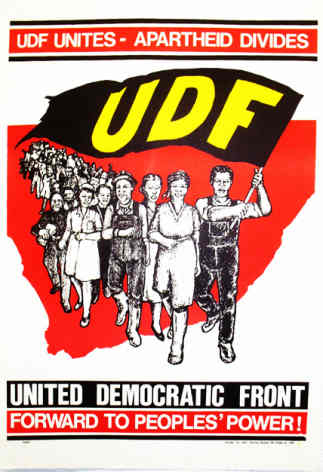 UDF UNITES - APARTHEID DIVIDES
UDF
UNITED DEMOCRATIC FRONT
FORWARD TO PEOPLES' POWER!